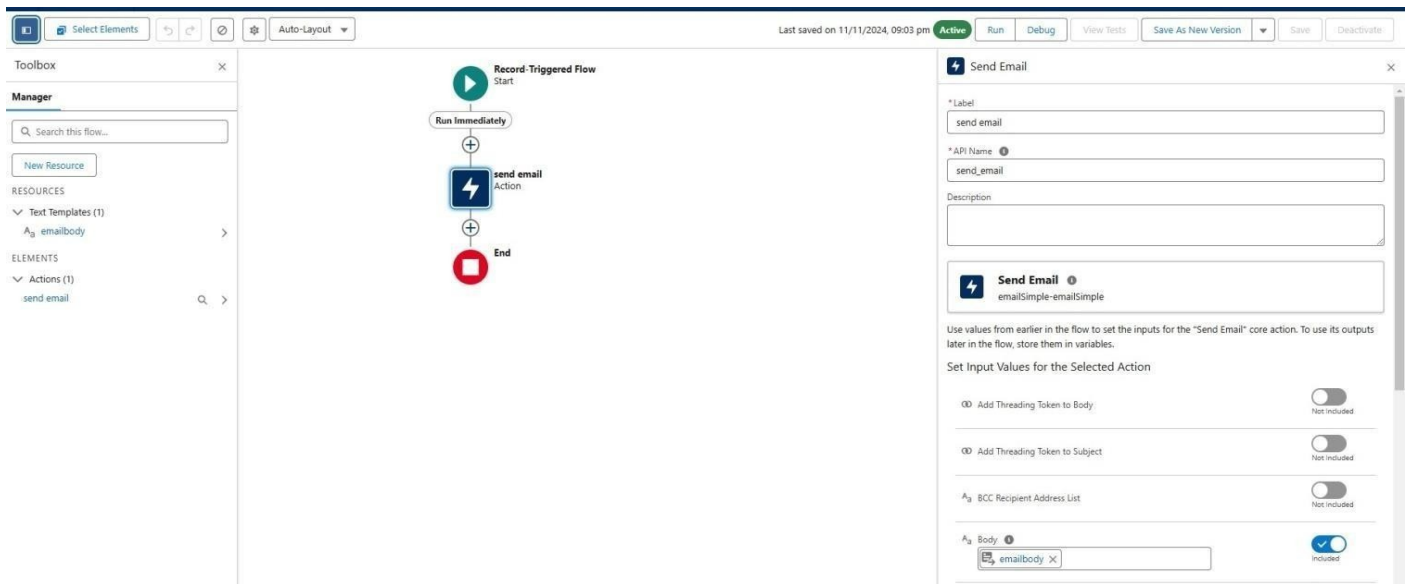 Select Elements
Auto-Layout
Last saved on 11/11/2024, 09:03 pm Active Run Debug View Tests Save As New Version Save Deactivate
Toolbox
Manager
Search this flow...
New Resource
RESOURCES
Text Templates (1)
emailbody
ELEMENTS
Actions (1)
send email
Record-Triggered Flow
Start
Run Immediately
send email
Action
End
Send Email
*Label
send email
*API Name
send_email
Description
Send Email
emailSimple-emailSimple
Use values from earlier in the flow to set the inputs for the "Send Email" core action. To use its outputs
later in the flow, store them in variables.
Set Input Values for the Selected Action
Add Threading Token to Body
Not Included
Add Threading Token to Subject
Not Included
Aa BCC Recipient Address List
Not Included
Aa Body
emailbody
Included